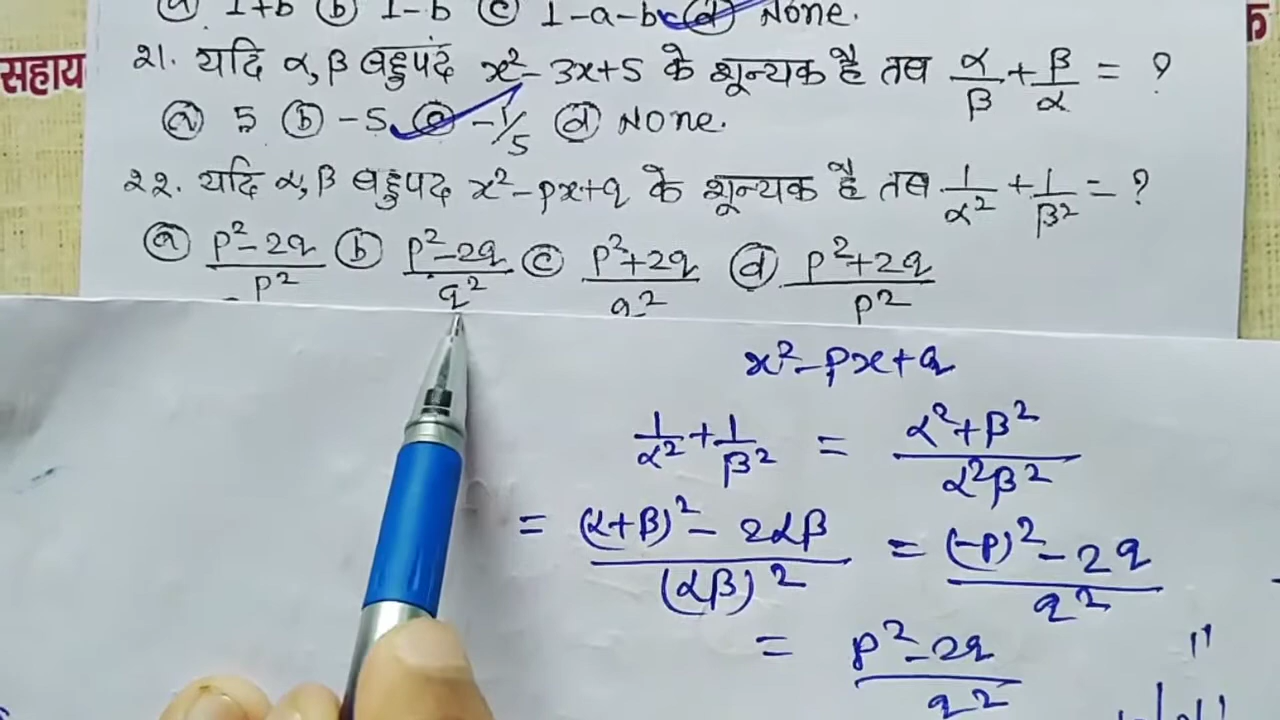 ⓐ 1+b ⓑ 1-b ⓒ 1-a-bc ⓓ None.
सहाय
क
२१. यदि α,β बहुपद x²-3x+5 के शून्यक है तब α/β + β/α = ?
ⓐ 5 ⓑ -5 ⓒ -1/5 ⓓ None.
२२. यदि α,β बहुपद x²-px+q के शून्यक है तब 1/α² + 1/β² = ?
ⓐ p²-2q/p² ⓑ p²-2q/q² ⓒ p²+2q/q² ⓓ p²+2q/p²
x²-px+q
1/α² + 1/β² = α²+β²/α²β²
= (α+β)²-2αβ/(αβ)² = (-p)²-2q/q²
= p²-2q/q²